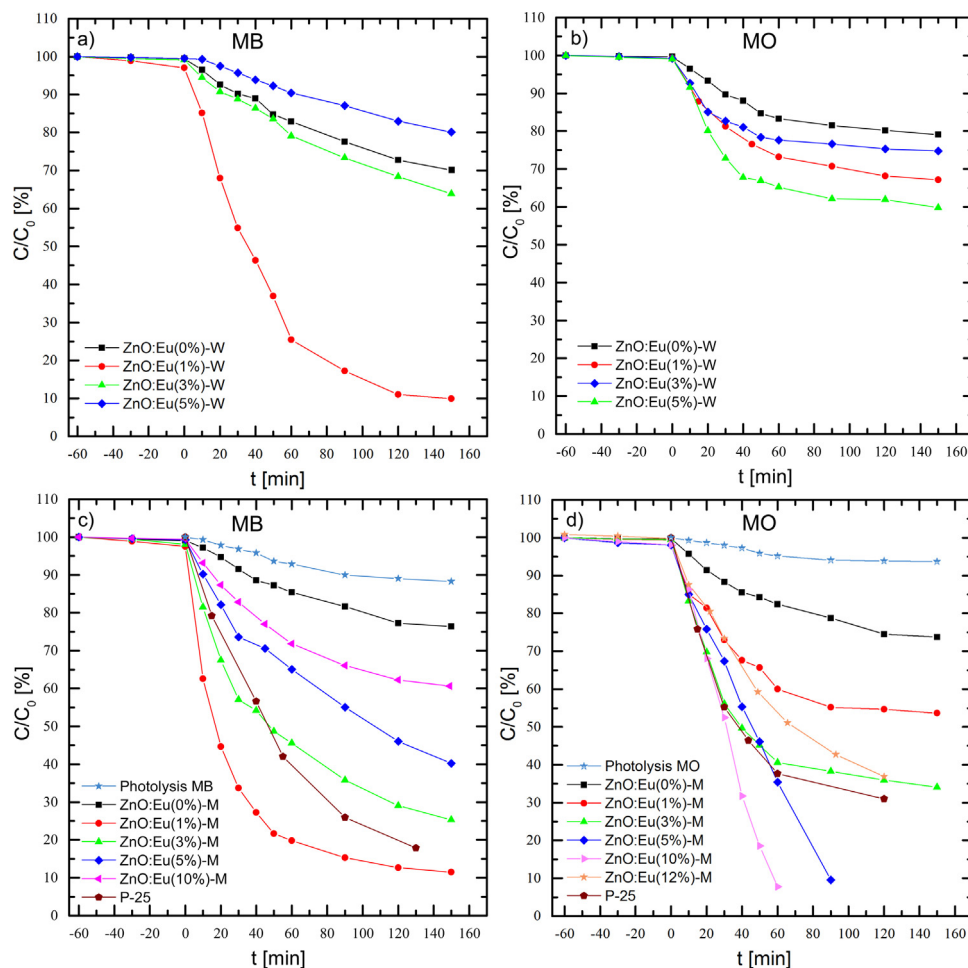 a) MB
110
100
90
80
70
60
50
40
30
20
10
0
C/C0 [%]
ZnO:Eu(0%)-W
ZnO:Eu(1%)-W
ZnO:Eu(3%)-W
ZnO:Eu(5%)-W
-60 -40 -20 0 20 40 60 80 100 120 140 160
t [min]
b) MO
110
100
90
80
70
60
50
40
30
20
10
0
C/C0 [%]
ZnO:Eu(0%)-W
ZnO:Eu(1%)-W
ZnO:Eu(3%)-W
ZnO:Eu(5%)-W
-60 -40 -20 0 20 40 60 80 100 120 140 160
t [min]
c) MB
110
100
90
80
70
60
50
40
30
20
10
0
C/C0 [%]
Photolysis MB
ZnO:Eu(0%)-M
ZnO:Eu(1%)-M
ZnO:Eu(3%)-M
ZnO:Eu(5%)-M
ZnO:Eu(10%)-M
P-25
-60 -40 -20 0 20 40 60 80 100 120 140 160
t [min]
d) MO
110
100
90
80
70
60
50
40
30
20
10
0
C/C0 [%]
Photolysis MO
ZnO:Eu(0%)-M
ZnO:Eu(1%)-M
ZnO:Eu(3%)-M
ZnO:Eu(5%)-M
ZnO:Eu(10%)-M
ZnO:Eu(12%)-M
P-25
-60 -40 -20 0 20 40 60 80 100 120 140 160
t [min]